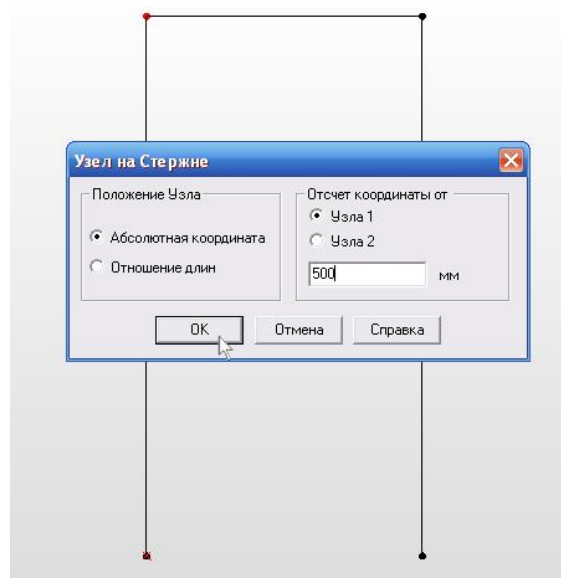 Узел на Стержне
Положение Узла
Абсолютная координата
Отношение длин
Отсчет координаты от
Узла 1
Узла 2
500
мм
OK
Отмена
Справка